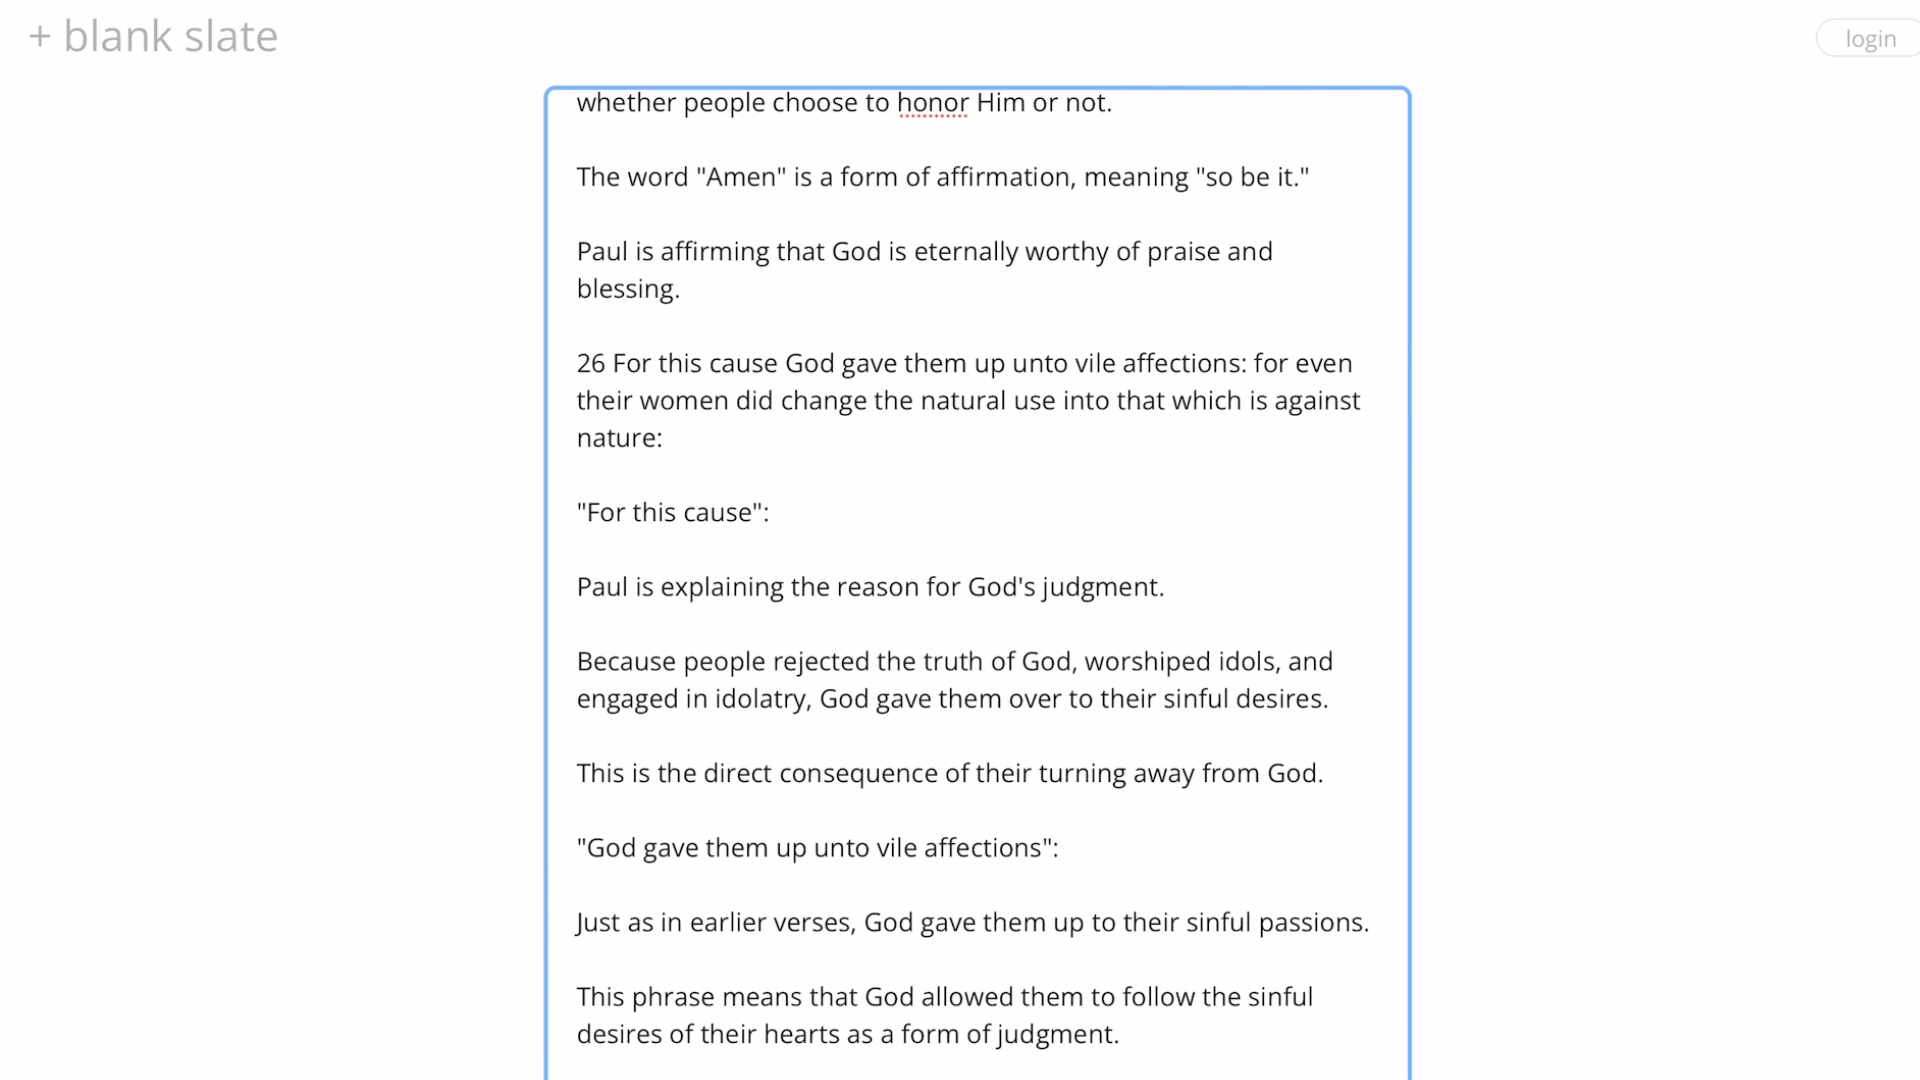 + blank slate
login
whether people choose to honor Him or not.
The word "Amen" is a form of affirmation, meaning "so be it."
Paul is affirming that God is eternally worthy of praise and
blessing.
26 For this cause God gave them up unto vile affections: for even
their women did change the natural use into that which is against
nature:
"For this cause":
Paul is explaining the reason for God's judgment.
Because people rejected the truth of God, worshiped idols, and
engaged in idolatry, God gave them over to their sinful desires.
This is the direct consequence of their turning away from God.
"God gave them up unto vile affections":
Just as in earlier verses, God gave them up to their sinful passions.
This phrase means that God allowed them to follow the sinful
desires of their hearts as a form of judgment.